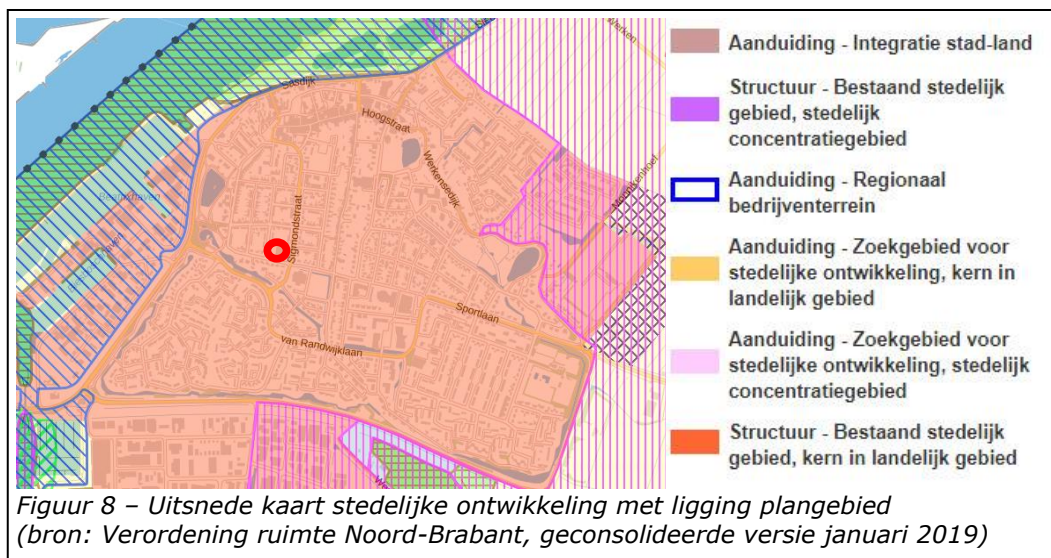 Sasdijk
Werken
Hoogstraat
Werkensedijk
Beatrixhaven
Sigmondstraat
Sportlaan
van Randwijklaan
Aanduiding - Integratie stad-land
Structuur - Bestaand stedelijk
gebied, stedelijk
concentratiegebied
Aanduiding - Regionaal
bedrijventerrein
Aanduiding - Zoekgebied voor
stedelijke ontwikkeling, kern in
landelijk gebied
Aanduiding - Zoekgebied voor
stedelijke ontwikkeling, stedelijk
concentratiegebied
Structuur - Bestaand stedelijk
gebied, kern in landelijk gebied
Figuur 8 – Uitsnede kaart stedelijke ontwikkeling met ligging plangebied
(bron: Verordening ruimte Noord-Brabant, geconsolideerde versie januari 2019)